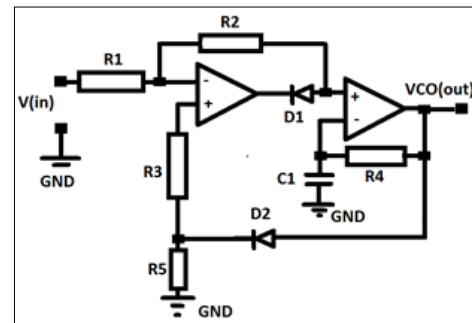 R1
R2
V(in)
-
+
D1
+
-
VCO(out)
GND
R3
C1
R4
GND
D2
R5
GND